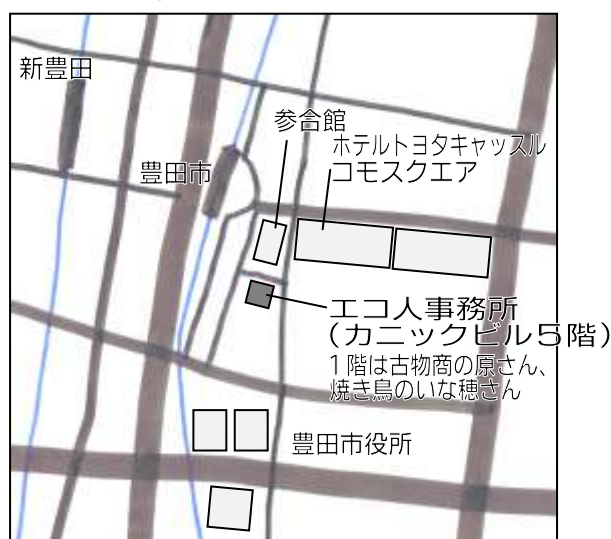 新豊田
豊田市
参合館
ホテルトヨタキャッスル
コモスクエア
エコ人事務所
（カニックビル５階）
１階は古物商の原さん、
焼き鳥のいな穂さん
豊田市役所